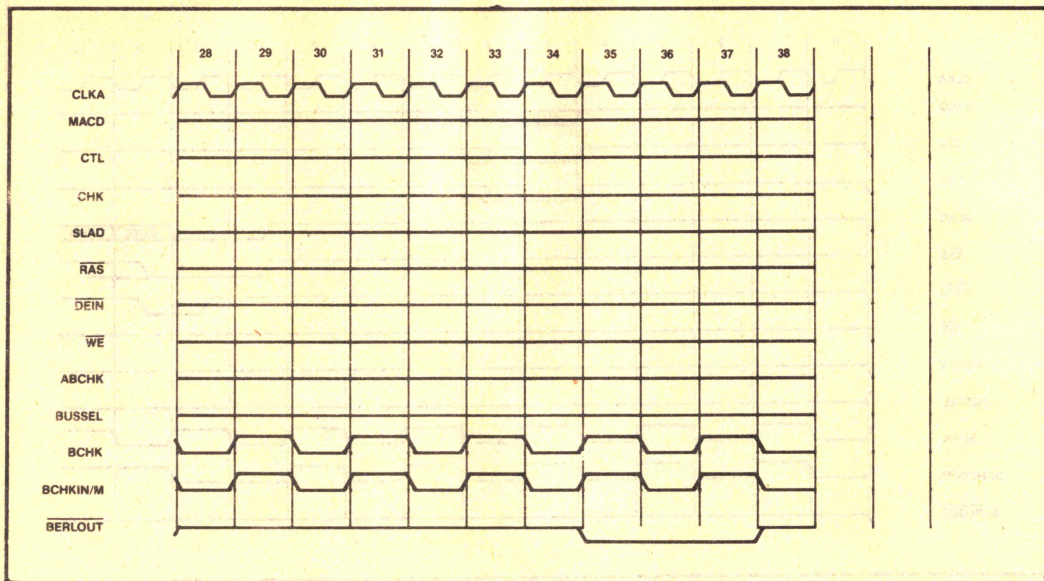 28 29 30 31 32 33 34 35 36 37 38
CLKA
MACD
CTL
CHK
SLAD
RAS
DEIN
WE
ABCHK
BUSSEL
BCHK
BCHKIN/M
BERLOUT